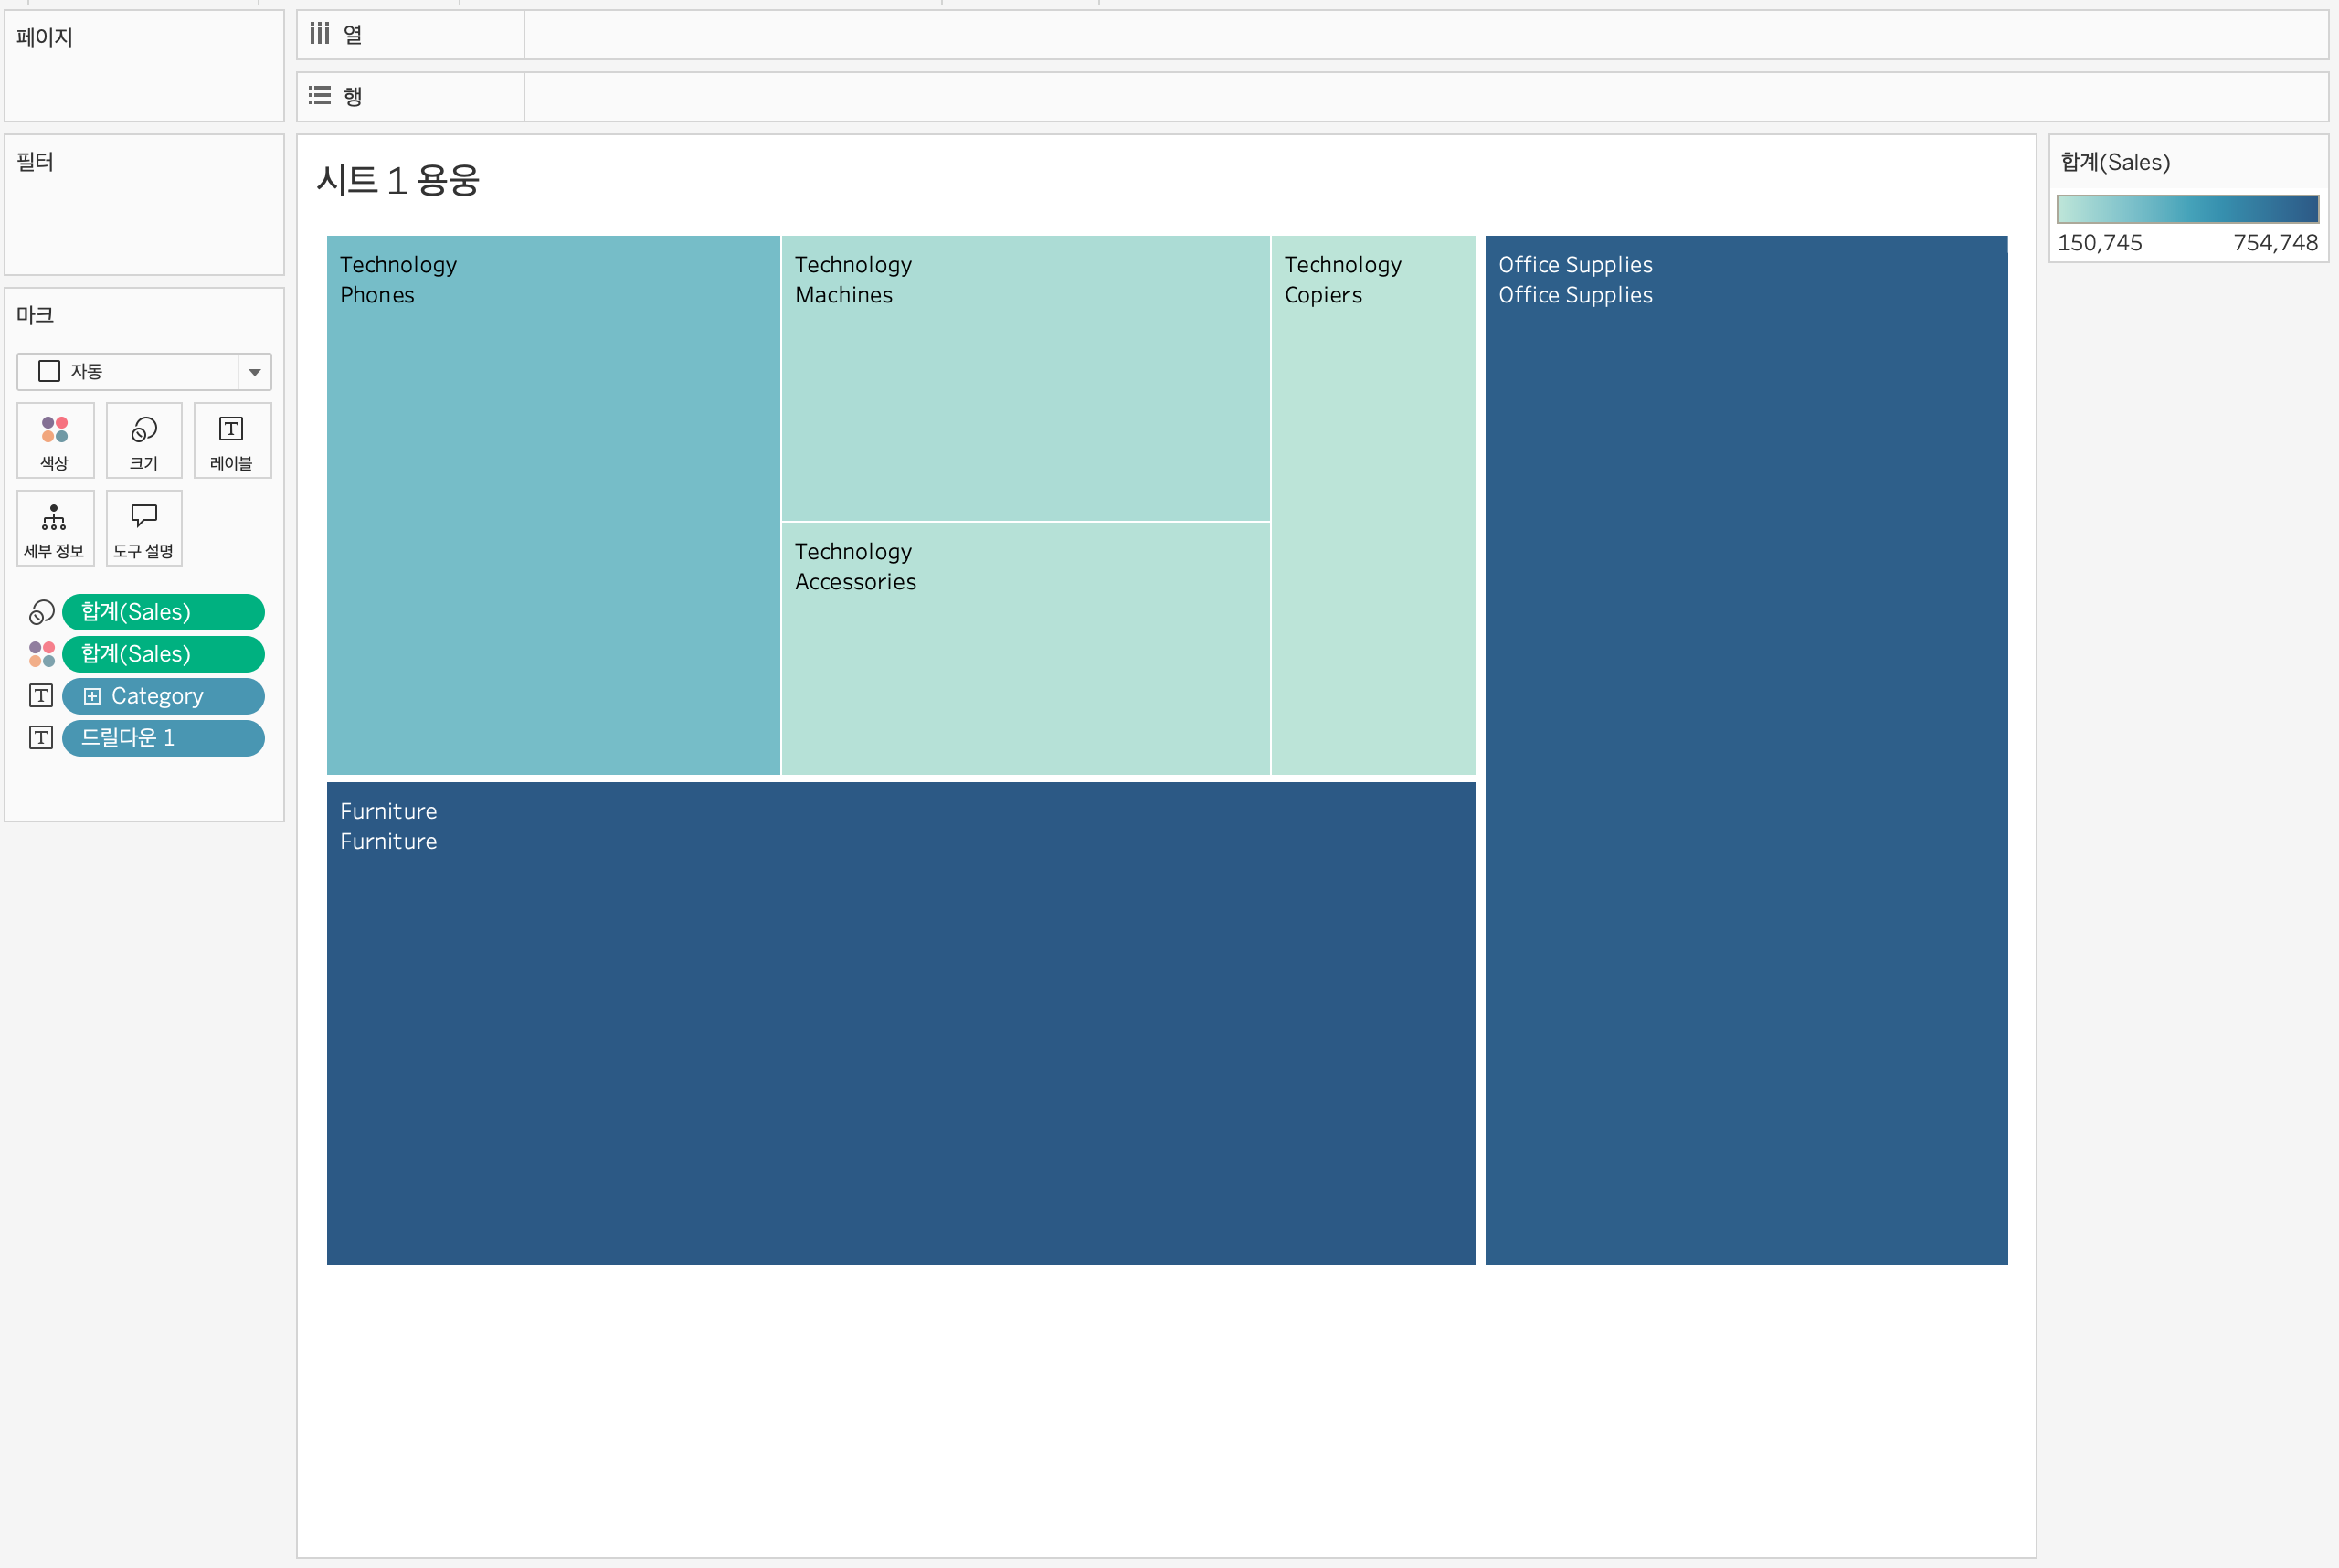 페이지
열
행
필터
시트 1 용웅
합계(Sales)
150,745
754,748
마크
자동
색상
크기
레이블
세부 정보
도구 설명
합계(Sales)
합계(Sales)
Category
드릴다운 1
Technology
Phones
Technology
Machines
Technology
Copiers
Office Supplies
Office Supplies
Technology
Accessories
Furniture
Furniture